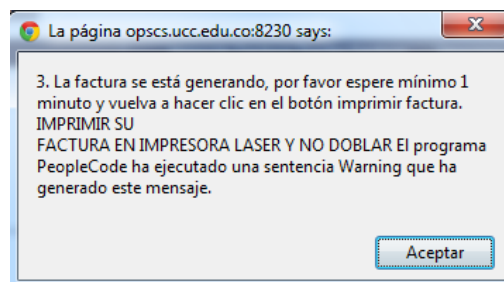 La página opscs.ucc.edu.co:8230 says:
3. La factura se está generando, por favor espere mínimo 1
minuto y vuelva a hacer clic en el botón imprimir factura.
IMPRIMIR SU
FACTURA EN IMPRESORA LASER Y NO DOBLAR El programa
PeopleCode ha ejecutado una sentencia Warning que ha
generado este mensaje.
Aceptar